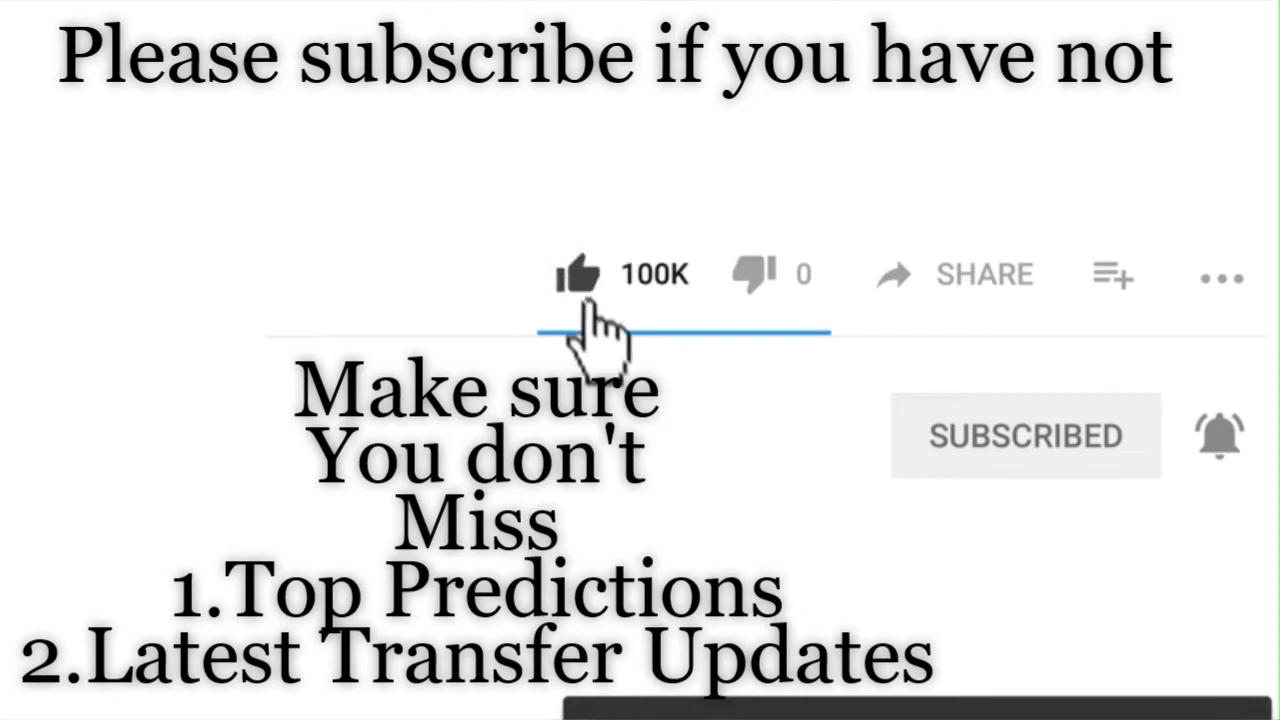 Please subscribe if you have not
100K 0 SHARE
Make sure
You don't
SUBSCRIBED
Miss
1.Top Predictions
2.Latest Transfer Updates